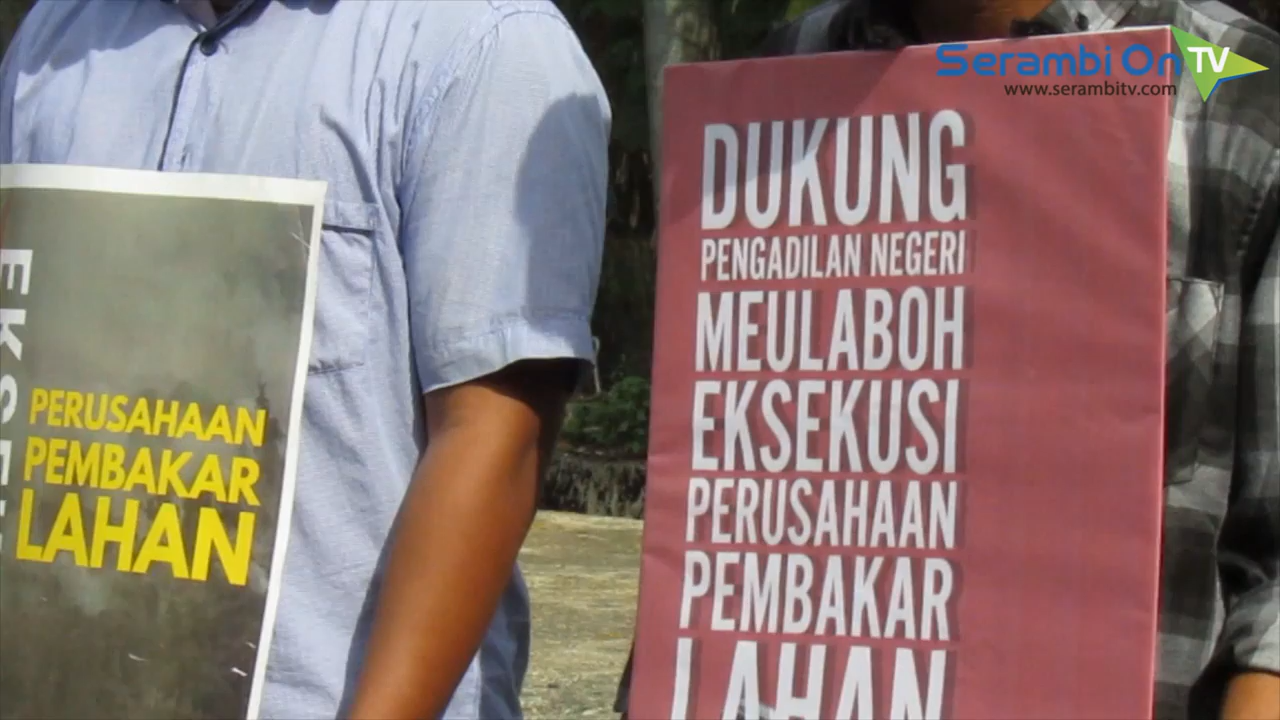 Serambi On TV
www.serambitv.com
PERUSAHAAN
PEMBAKAR
LAHAN
DUKUNG
PENGADILAN NEGERI
MEULABOH
EKSEKUSI
PERUSAHAAN
PEMBAKAR
LAHAN